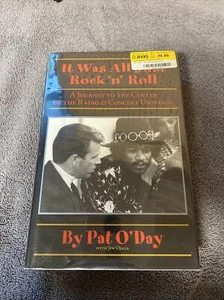 It Was All Just
Rock 'n' Roll
A Journey to the Center
of the Radio & Concert Universe
By Pat O'Day
with Jim Ojala